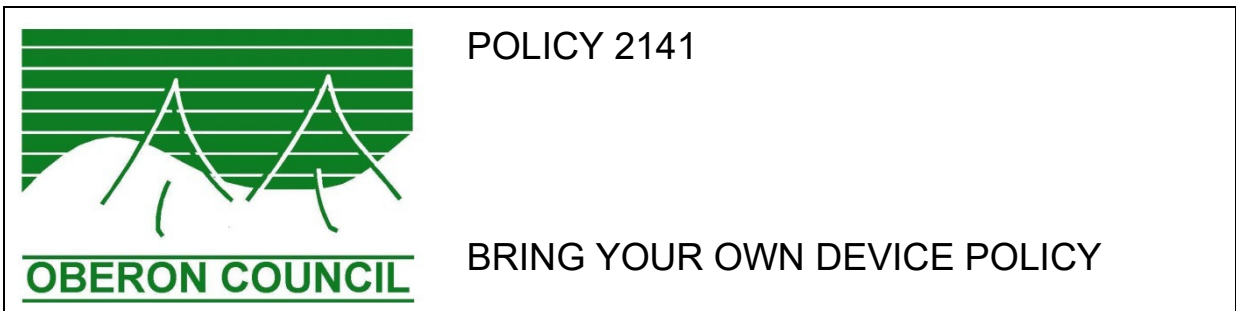 POLICY 2141
BRING YOUR OWN DEVICE POLICY
OBERON COUNCIL